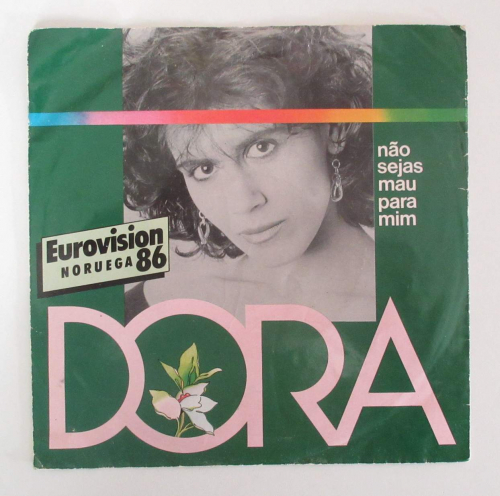 não
sejas
mau
para
mim
Eurovision
NORUEGA 86
DORA